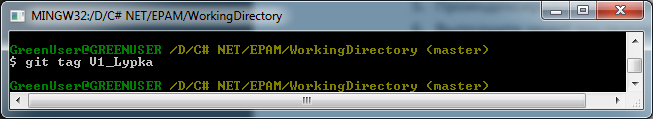 MINGW32:/D/C# NET/EPAM/WorkingDirectory
GreenUser@GREENUSER /D/C# NET/EPAM/WorkingDirectory (master)
$ git tag V1_Lypka
GreenUser@GREENUSER /D/C# NET/EPAM/WorkingDirectory (master)